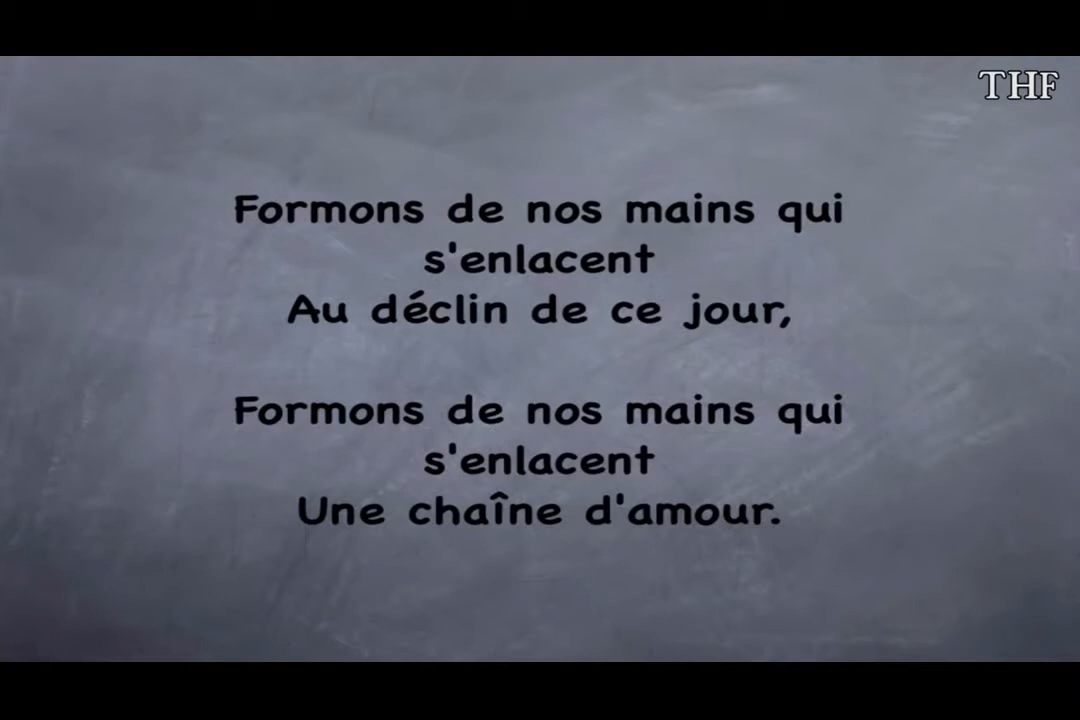 THF
Formons de nos mains qui
s'enlacent
Au déclin de ce jour,
Formons de nos mains qui
s'enlacent
Une chaîne d'amour.